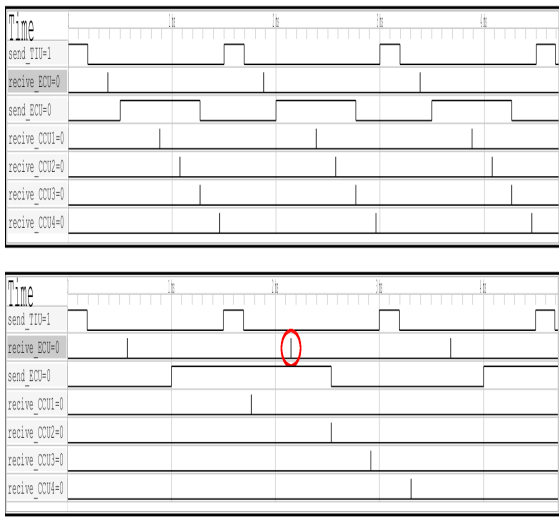 Time
send_TIU=1
recive_ECU=0
send_ECU=0
recive_CCU1=0
recive_CCU2=0
recive_CCU3=0
recive_CCU4=0
Time
send_TIU=1
recive_ECU=0
send_ECU=0
recive_CCU1=0
recive_CCU2=0
recive_CCU3=0
recive_CCU4=0